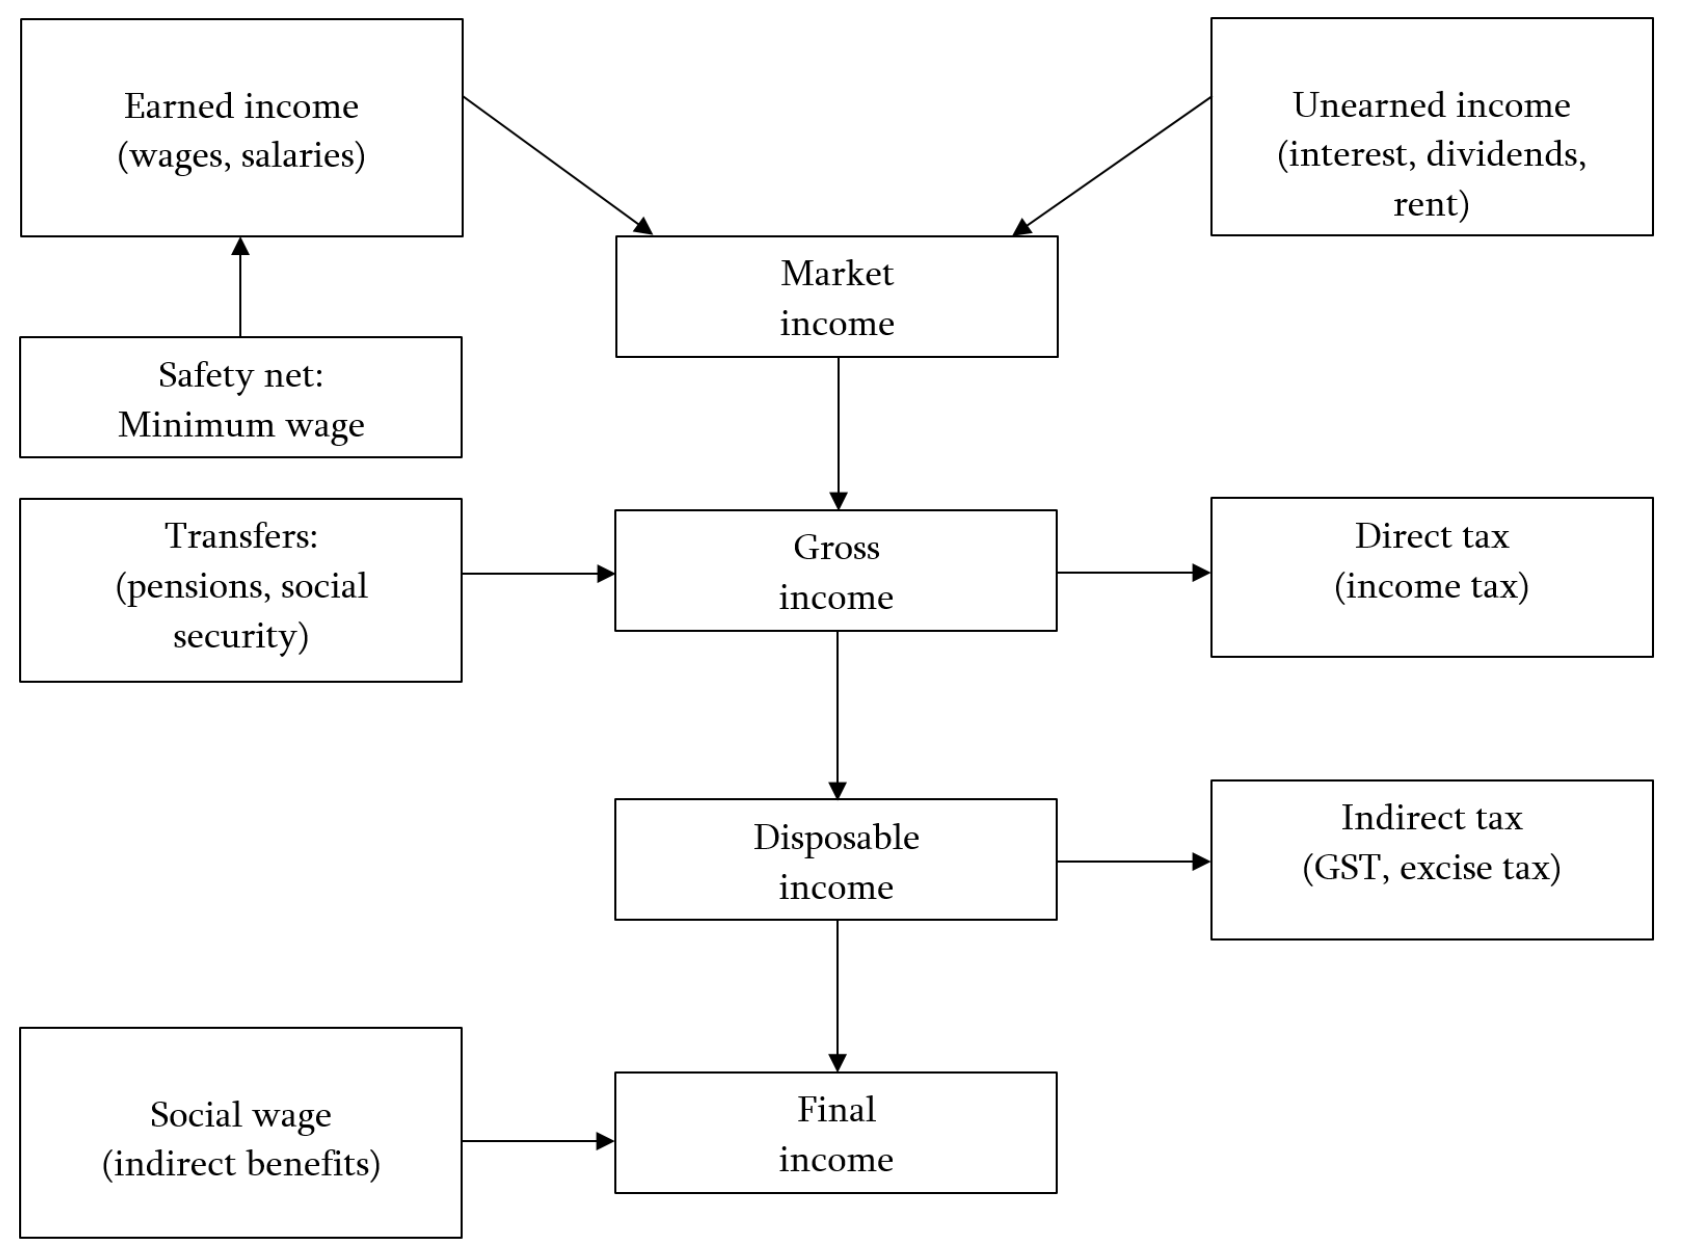 Earned income
(wages, salaries)
Unearned income
(interest, dividends,
rent)
Market
income
Safety net:
Minimum wage
Transfers:
(pensions, social
security)
Gross
income
Direct tax
(income tax)
Disposable
income
Indirect tax
(GST, excise tax)
Social wage
(indirect benefits)
Final
income